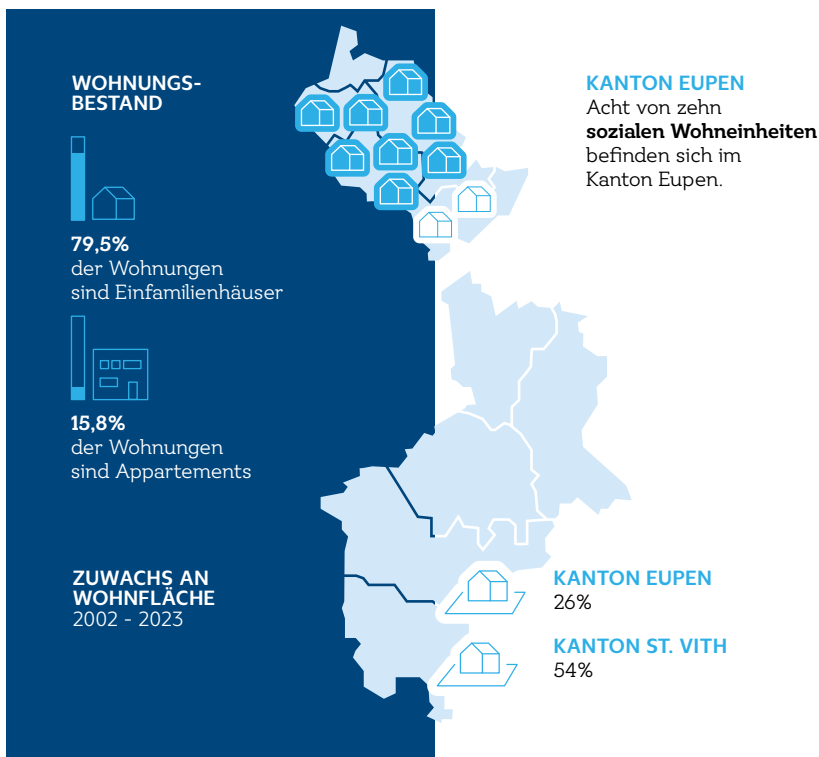 WOHNUNGS-
BESTAND
79,5%
der Wohnungen
sind Einfamilienhäuser
15,8%
der Wohnungen
sind Appartements
KANTON EUPEN
Acht von zehn
sozialen Wohneinheiten
befinden sich im
Kanton Eupen.
ZUWACHS AN
WOHNFLÄCHE
2002 - 2023
KANTON EUPEN
26%
KANTON ST. VITH
54%